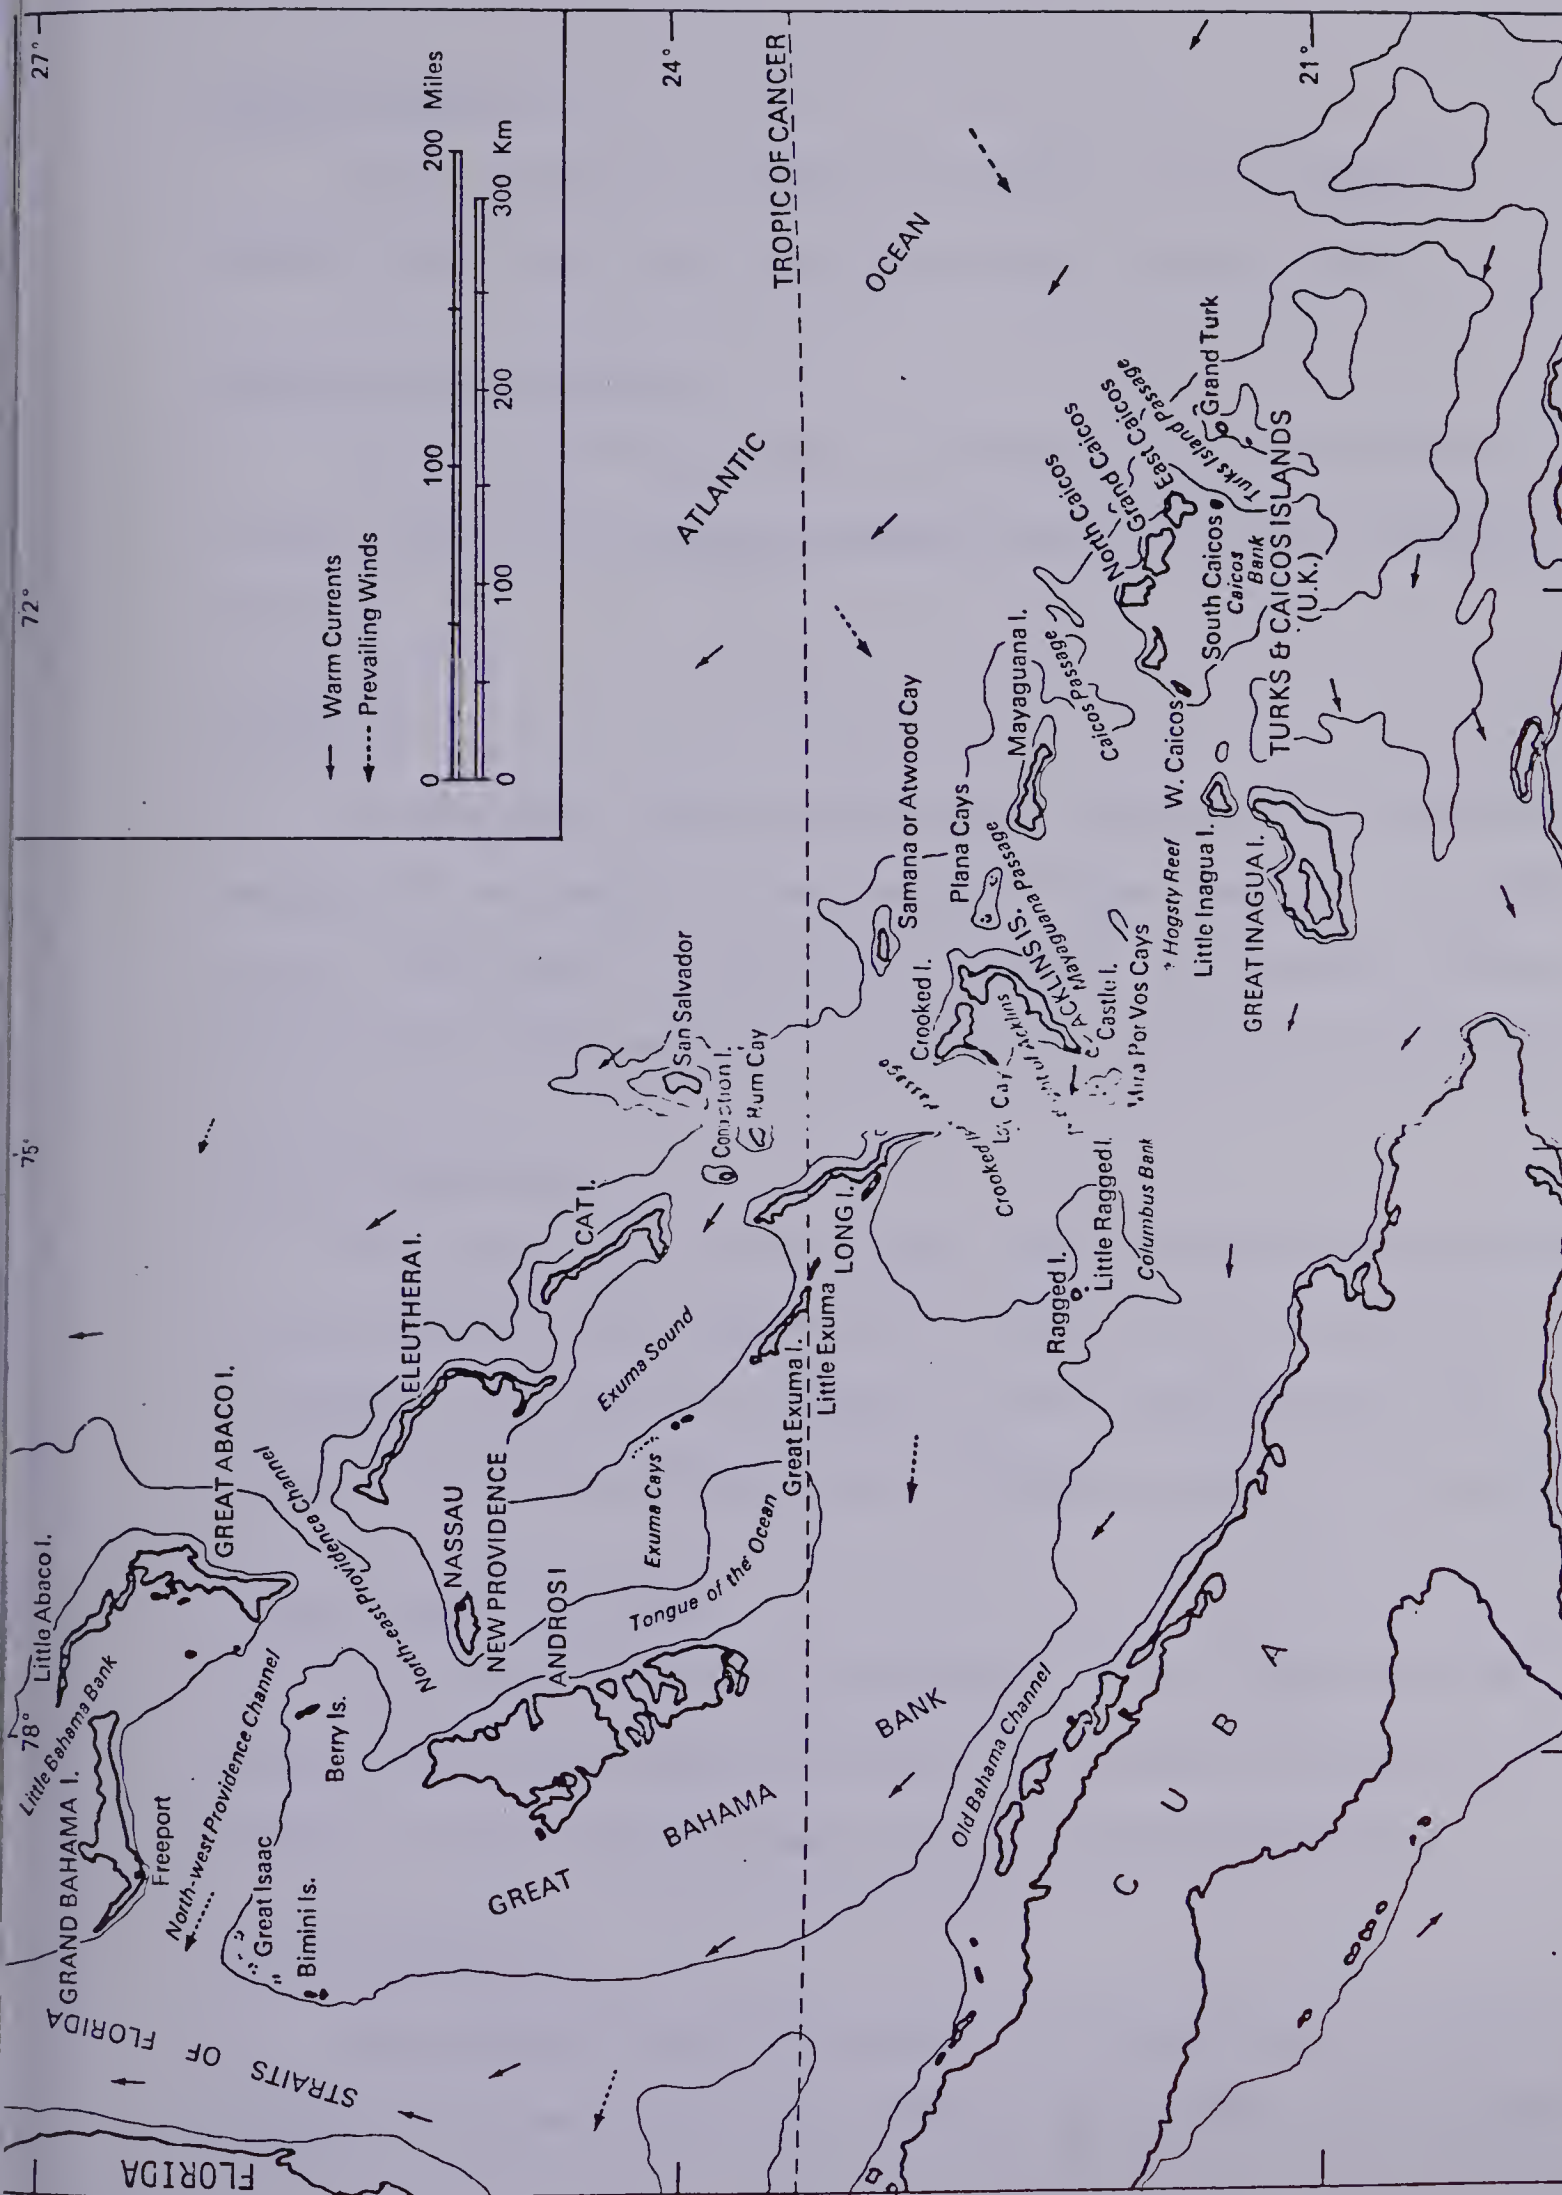 27°
24°
21°
72°
75°
78°
← Warm Currents
◄---- Prevailing Winds
0 100 200 Miles
0 100 200 300 Km
TROPIC OF CANCER
ATLANTIC
OCEAN
STRAITS OF FLORIDA
FLORIDA
Little Abaco I.
Little Bahama Bank
GRAND BAHAMA I.
Freeport
GREAT ABACO I.
North-west Providence Channel
North-east Providence Channel
Great Isaac
Bimini Is.
Berry Is.
ELEUTHERA I.
NASSAU
NEW PROVIDENCE
ANDROS I
CAT I.
Exuma Sound
Exuma Cays
Tongue of the Ocean
Great Exuma I.
Little Exuma
LONG I.
San Salvador
Rum Cay
GREAT
BAHAMA
BANK
Old Bahama Channel
Samana or Atwood Cay
Plana Cays
Crooked I.
ACKLINS IS.
Mayaguana Passage
Mayaguana I.
Caicos Passage
Castle I.
Mira Por Vos Cays
Crooked
Cay
Acklins
Ragged I.
Little Ragged I.
Columbus Bank
Hogsty Reef
Little Inagua I.
GREAT INAGUA I.
W. Caicos
North Caicos
Grand Caicos
East Caicos
South Caicos
Caicos
Bank
Turks Island Passage
Grand Turk
TURKS & CAICOS ISLANDS
(U.K.)
C U B A